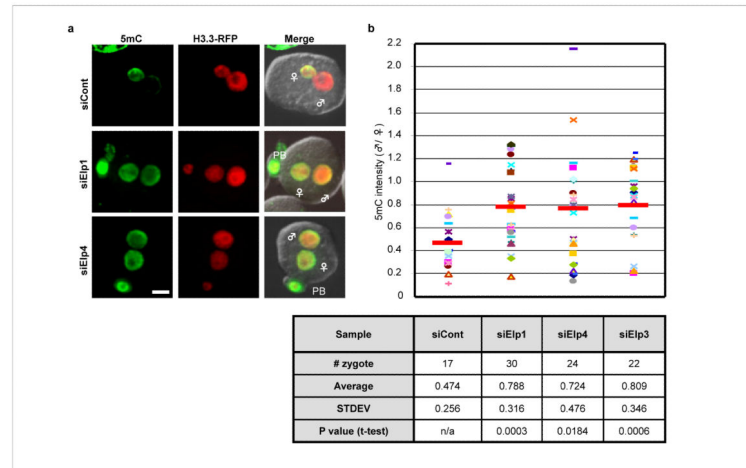 a
5mC H3.3-RFP Merge
siCont
♀
♂
siElp1
PB
♀
♂
siElp4
♂
♀
PB
b
5mC intensity (♂/♀)
2.2
2.0
1.8
1.6
1.4
1.2
1.0
0.8
0.6
0.4
0.2
0
Sample siCont siElp1 siElp4 siElp3
# zygote 17 30 24 22
Average 0.474 0.788 0.724 0.809
STDEV 0.256 0.316 0.476 0.346
P value (t-test) n/a 0.0003 0.0184 0.0006